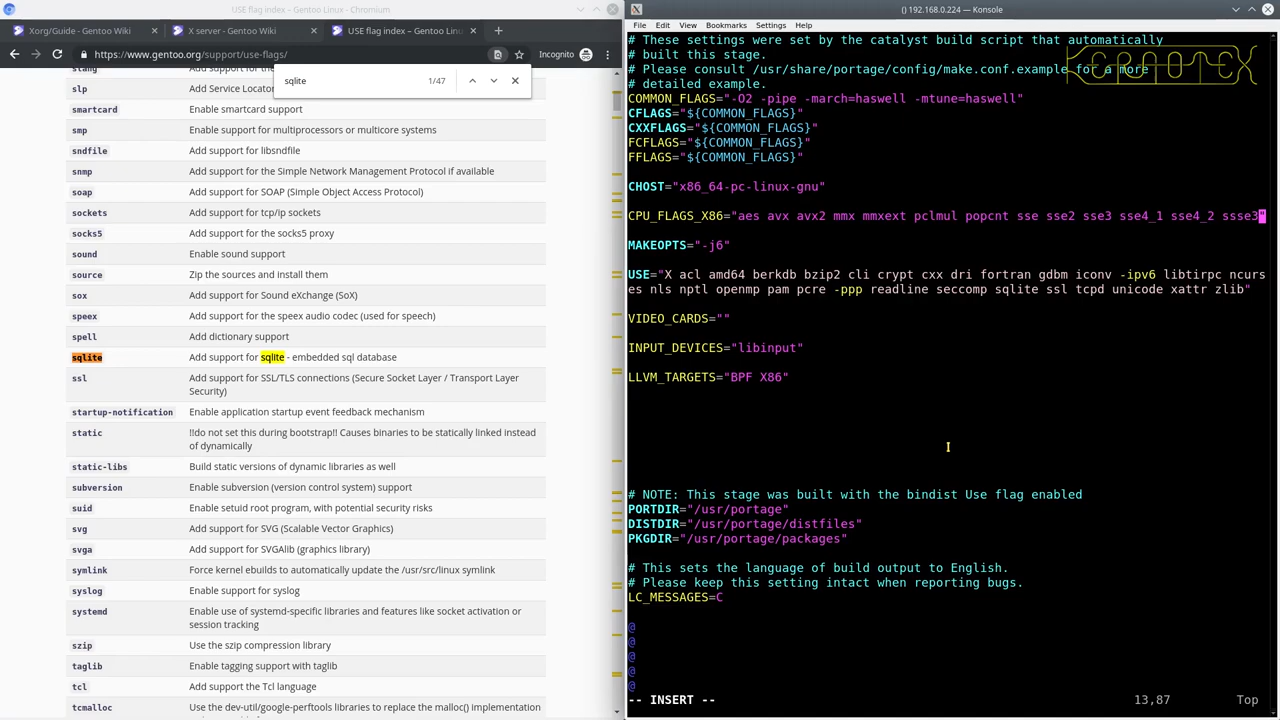 USE flag index – Gentoo Linux - Chromium
Xorg/Guide - Gentoo Wiki
X server - Gentoo Wiki
USE flag index – Gentoo Linu
https://www.gentoo.org/support/use-flags/
Incognito
sqlite
1/47
slang
slp Add Service Locator
smartcard Enable smartcard support
smp Enable support for multiprocessors or multicore systems
sndfile Add support for libsndfile
snmp Add support for the Simple Network Management Protocol if available
soap Add support for SOAP (Simple Object Access Protocol)
sockets Add support for tcp/ip sockets
socks5 Add support for the socks5 proxy
sound Enable sound support
source Zip the sources and install them
sox Add support for Sound eXchange (SoX)
speex Add support for the speex audio codec (used for speech)
spell Add dictionary support
sqlite Add support for sqlite - embedded sql database
ssl Add support for SSL/TLS connections (Secure Socket Layer / Transport Layer
Security)
startup-notification Enable application startup event feedback mechanism
static !!do not set this during bootstrap!! Causes binaries to be statically linked instead
of dynamically
static-libs Build static versions of dynamic libraries as well
subversion Enable subversion (version control system) support
suid Enable setuid root program, with potential security risks
svg Add support for SVG (Scalable Vector Graphics)
svga Add support for SVGAlib (graphics library)
symlink Force kernel ebuilds to automatically update the /usr/src/linux symlink
syslog Enable support for syslog
systemd Enable use of systemd-specific libraries and features like socket activation or
session tracking
szip Use the szip compression library
taglib Enable tagging support with taglib
tcl Add support the Tcl language
tcmalloc Use the dev-util/google-perftools libraries to replace the malloc() implementation
() 192.168.0.224 — Konsole
File Edit View Bookmarks Settings Help
KERNOTEX
# These settings were set by the catalyst build script that automatically
# built this stage.
# Please consult /usr/share/portage/config/make.conf.example for a more
# detailed example.
COMMON_FLAGS="-O2 -pipe -march=haswell -mtune=haswell"
CFLAGS="${COMMON_FLAGS}"
CXXFLAGS="${COMMON_FLAGS}"
FCFLAGS="${COMMON_FLAGS}"
FFLAGS="${COMMON_FLAGS}"
CHOST="x86_64-pc-linux-gnu"
CPU_FLAGS_X86="aes avx avx2 mmx mmxext pclmul popcnt sse sse2 sse3 sse4_1 sse4_2 ssse3"
MAKEOPTS="-j6"
USE="X acl amd64 berkdb bzip2 cli crypt cxx dri fortran gdbm iconv -ipv6 libtirpc ncurs
es nls nptl openmp pam pcre -ppp readline seccomp sqlite ssl tcpd unicode xattr zlib"
VIDEO_CARDS=""
INPUT_DEVICES="libinput"
LLVM_TARGETS="BPF X86"
# NOTE: This stage was built with the bindist Use flag enabled
PORTDIR="/usr/portage"
DISTDIR="/usr/portage/distfiles"
PKGDIR="/usr/portage/packages"
# This sets the language of build output to English.
# Please keep this setting intact when reporting bugs.
LC_MESSAGES=C
@
@
@
@
@
-- INSERT -- 13,87 Top